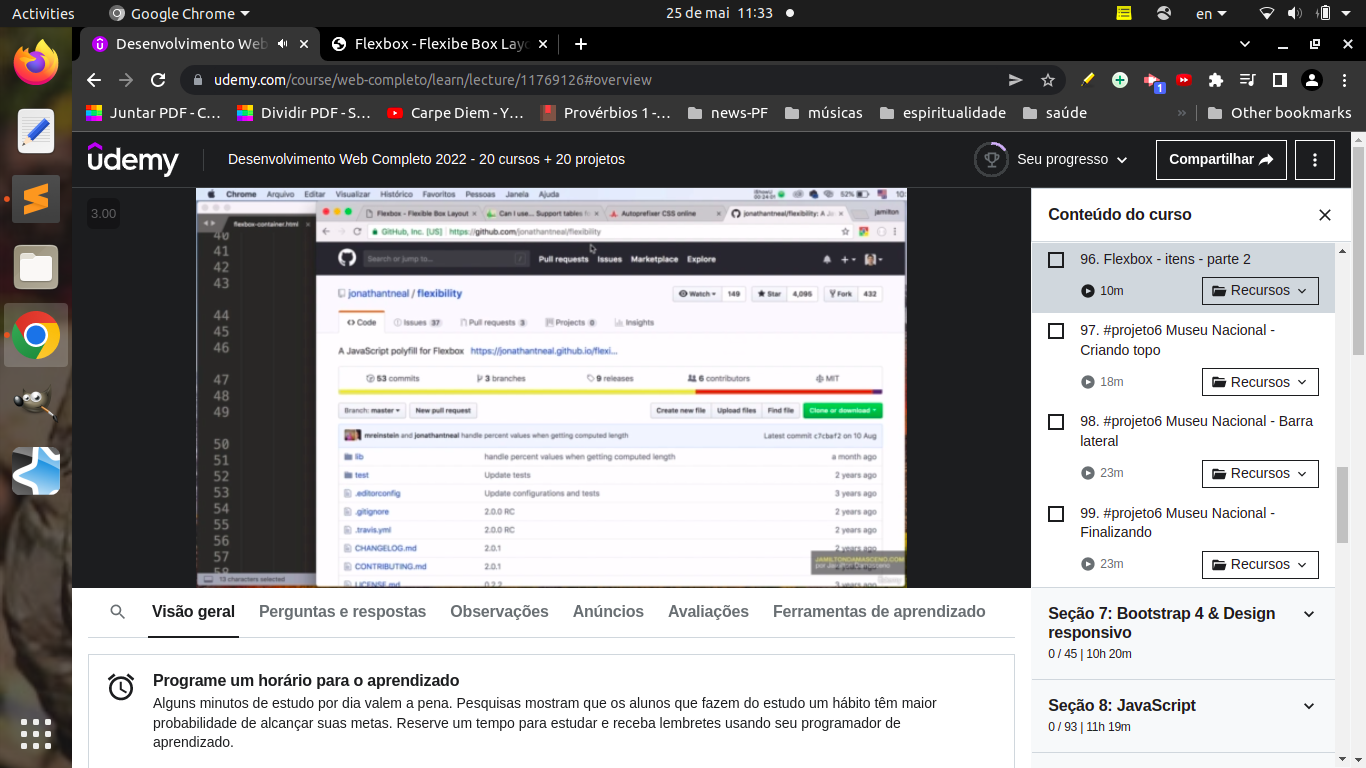 Activities
Google Chrome
25 de mai 11:33
en
Desenvolvimento Web
Flexbox - Flexibe Box Layo
udemy.com/course/web-completo/learn/lecture/11769126#overview
1
Juntar PDF - C…
Dividir PDF - S…
Carpe Diem - Y…
Provérbios 1 -…
news-PF
músicas
espiritualidade
saúde
»
Other bookmarks
udemy
Desenvolvimento Web Completo 2022 - 20 cursos + 20 projetos
Seu progresso
Compartilhar
3.00
Chrome Arquivo Editar Visualizar Histórico Favoritos Pessoas Janela Ajuda
52%
10:
flexbox-container.html
Flexbox - Flexible Box Layout
Can I use... Support tables f
Autoprefixer CSS online
jonathantneal/flexibility: A Ja
jamilton
GitHub, Inc. [US] https://github.com/jonathantneal/flexibility
Search or jump to...
Pull requests Issues Marketplace Explore
jonathantneal / flexibility
Watch 149 Star 4,095 Fork 432
Code Issues 37 Pull requests 3 Projects 0 Insights
A JavaScript polyfill for Flexbox https://jonathantneal.github.io/flexi...
53 commits 3 branches 9 releases 6 contributors MIT
Branch: master New pull request Create new file Upload files Find file Clone or download
mreinstein and jonathantneal handle percent values when getting computed length Latest commit c7cbaf2 on 10 Aug
lib handle percent values when getting computed length a month ago
test Update tests 2 years ago
.editorconfig Update configurations and tests 3 years ago
.gitignore 2.0.0 RC 2 years ago
.travis.yml 2.0.0 RC 2 years ago
CHANGELOG.md 2.0.1 2 years ago
CONTRIBUTING.md 2.0.1 2 years ago
LICENSE.md 0.2.2 3 years ago
40
41
42
43
44
45
46
47
48
49
50
51
52
53
54
55
56
57
58
13 characters selected
JAMILTONDAMASCENO.COM
por Jamilton Damasceno
Conteúdo do curso
96. Flexbox - itens - parte 2
10m
Recursos
97. #projeto6 Museu Nacional -
Criando topo
18m
Recursos
98. #projeto6 Museu Nacional - Barra
lateral
23m
Recursos
99. #projeto6 Museu Nacional -
Finalizando
23m
Recursos
Seção 7: Bootstrap 4 & Design
responsivo
0 / 45 | 10h 20m
Seção 8: JavaScript
0 / 93 | 11h 19m
Visão geral
Perguntas e respostas
Observações
Anúncios
Avaliações
Ferramentas de aprendizado
Programe um horário para o aprendizado
Alguns minutos de estudo por dia valem a pena. Pesquisas mostram que os alunos que fazem do estudo um hábito têm maior
probabilidade de alcançar suas metas. Reserve um tempo para estudar e receba lembretes usando seu programador de
aprendizado.